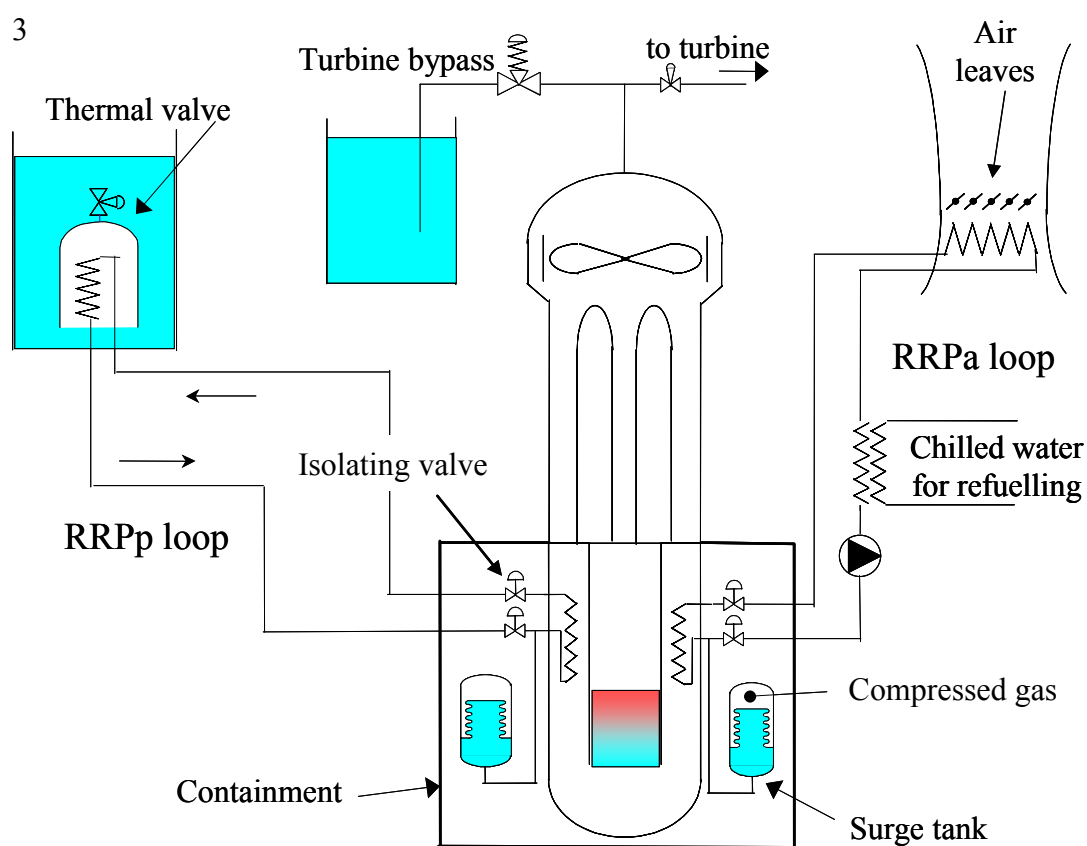 3
Turbine bypass
to turbine
Air
leaves
Thermal valve
RRPa loop
Isolating valve
Chilled water
for refuelling
RRPp loop
Compressed gas
Containment
Surge tank